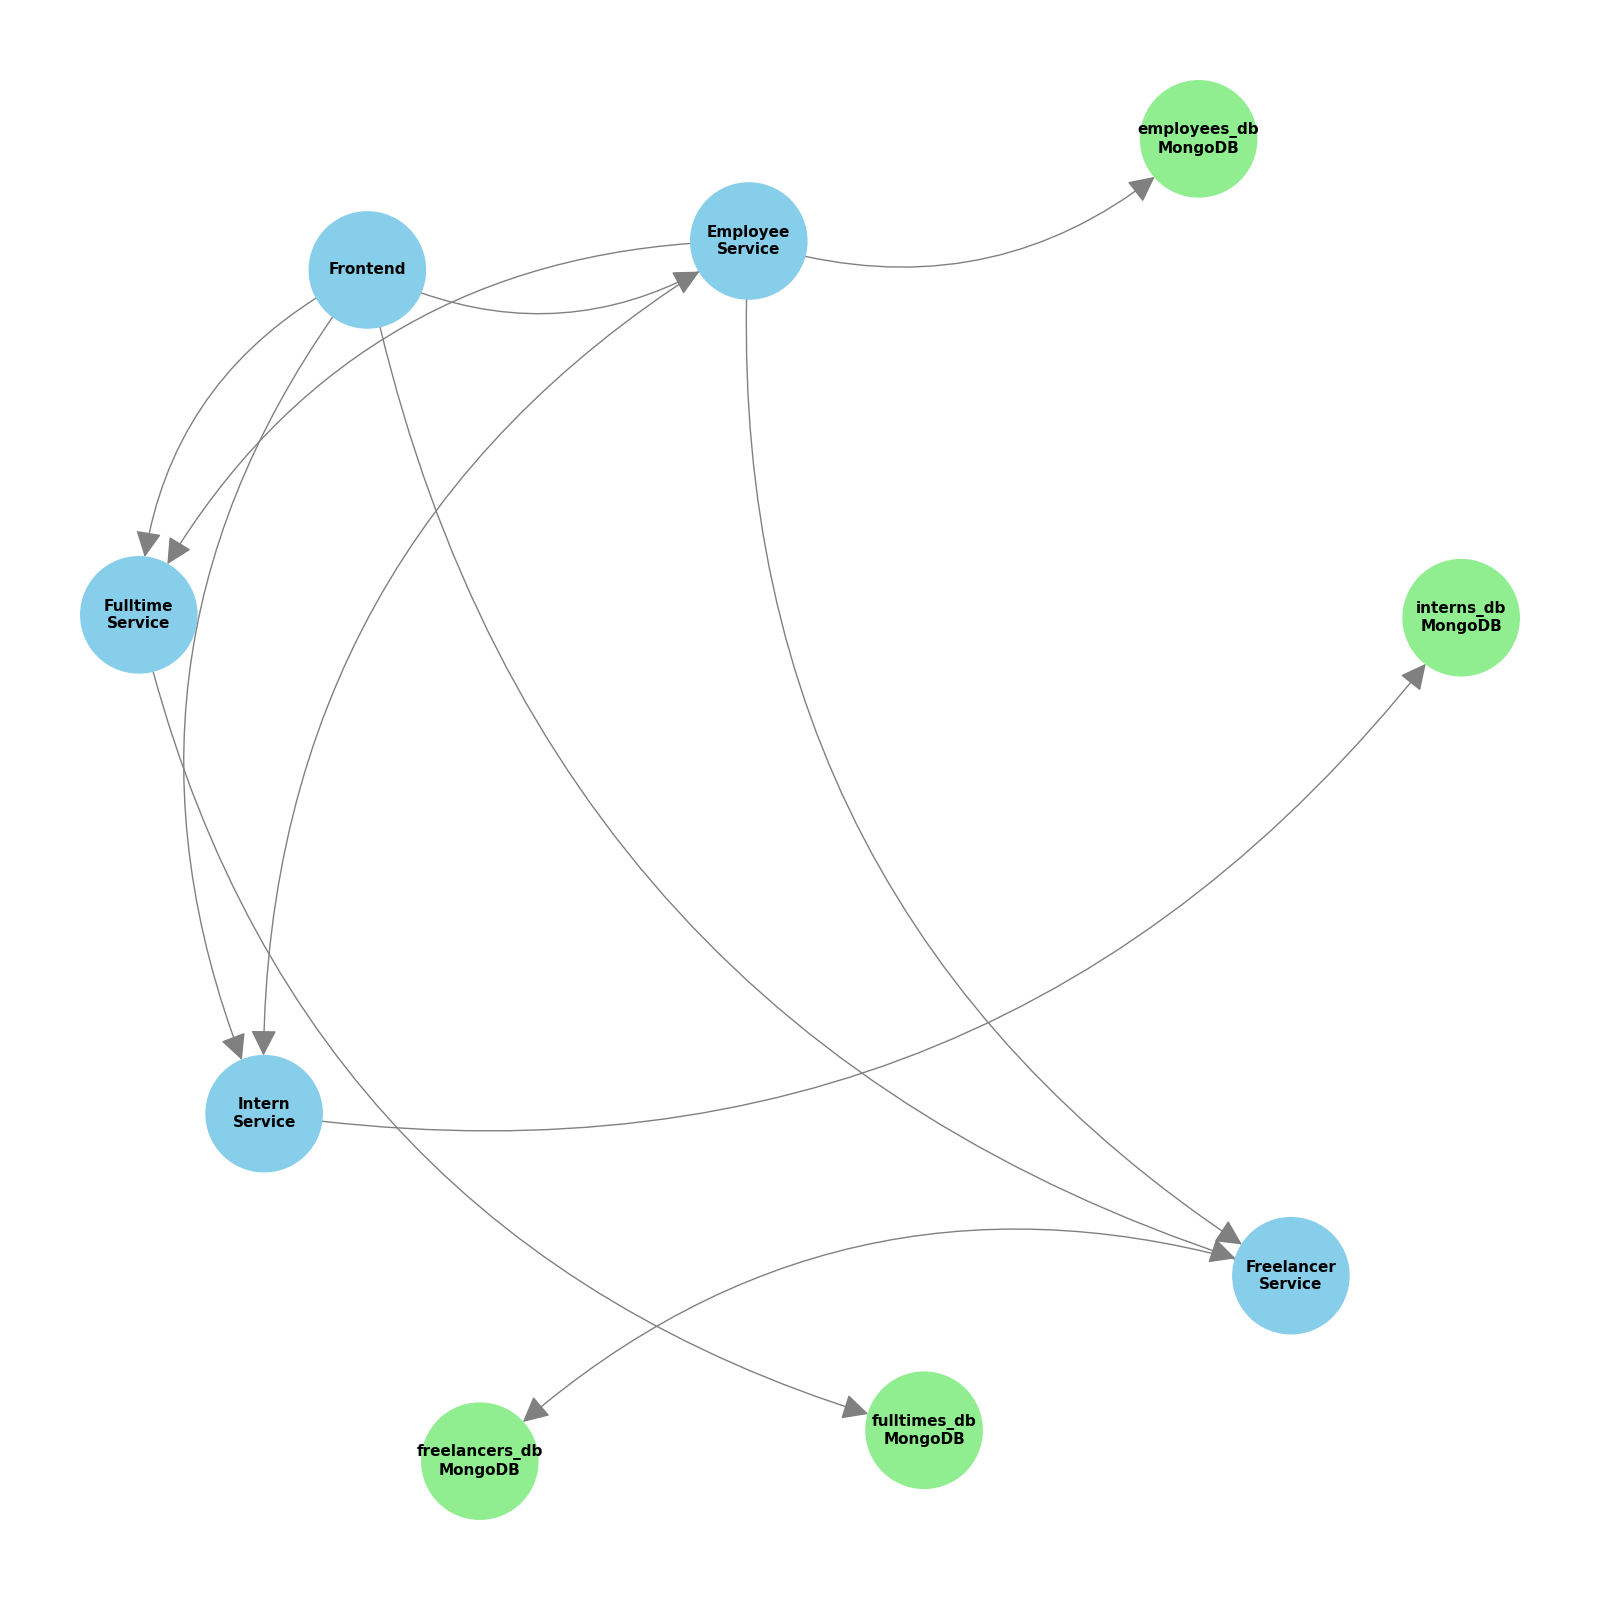 employees_db
MongoDB
Employee
Service
Frontend
Fulltime
Service
interns_db
MongoDB
Intern
Service
Freelancer
Service
fulltimes_db
MongoDB
freelancers_db
MongoDB